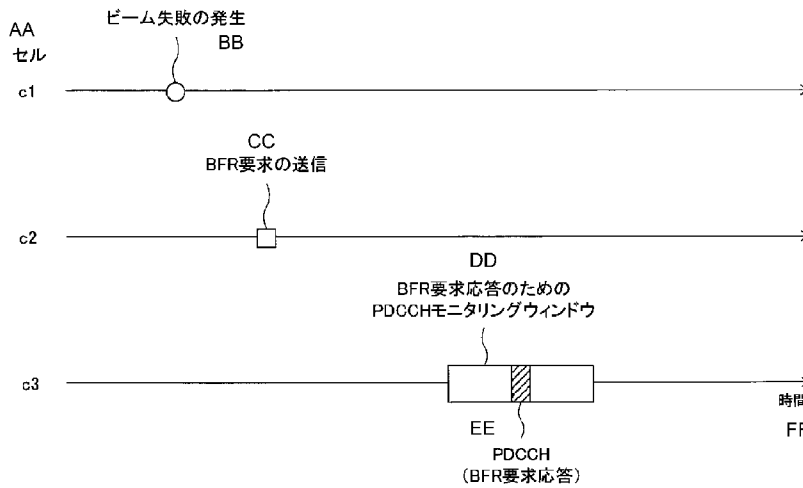 ビーム失敗の発生
AA
BB
セル
c1
CC
BFR要求の送信
c2
DD
BFR要求応答のための
PDCCHモニタリングウィンドウ
c3
時間
EE
FF
PDCCH
(BFR要求応答)